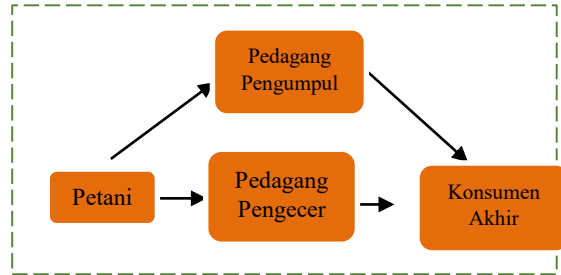 Pedagang
Pengumpul
Petani
Pedagang
Pengecer
Konsumen
Akhir